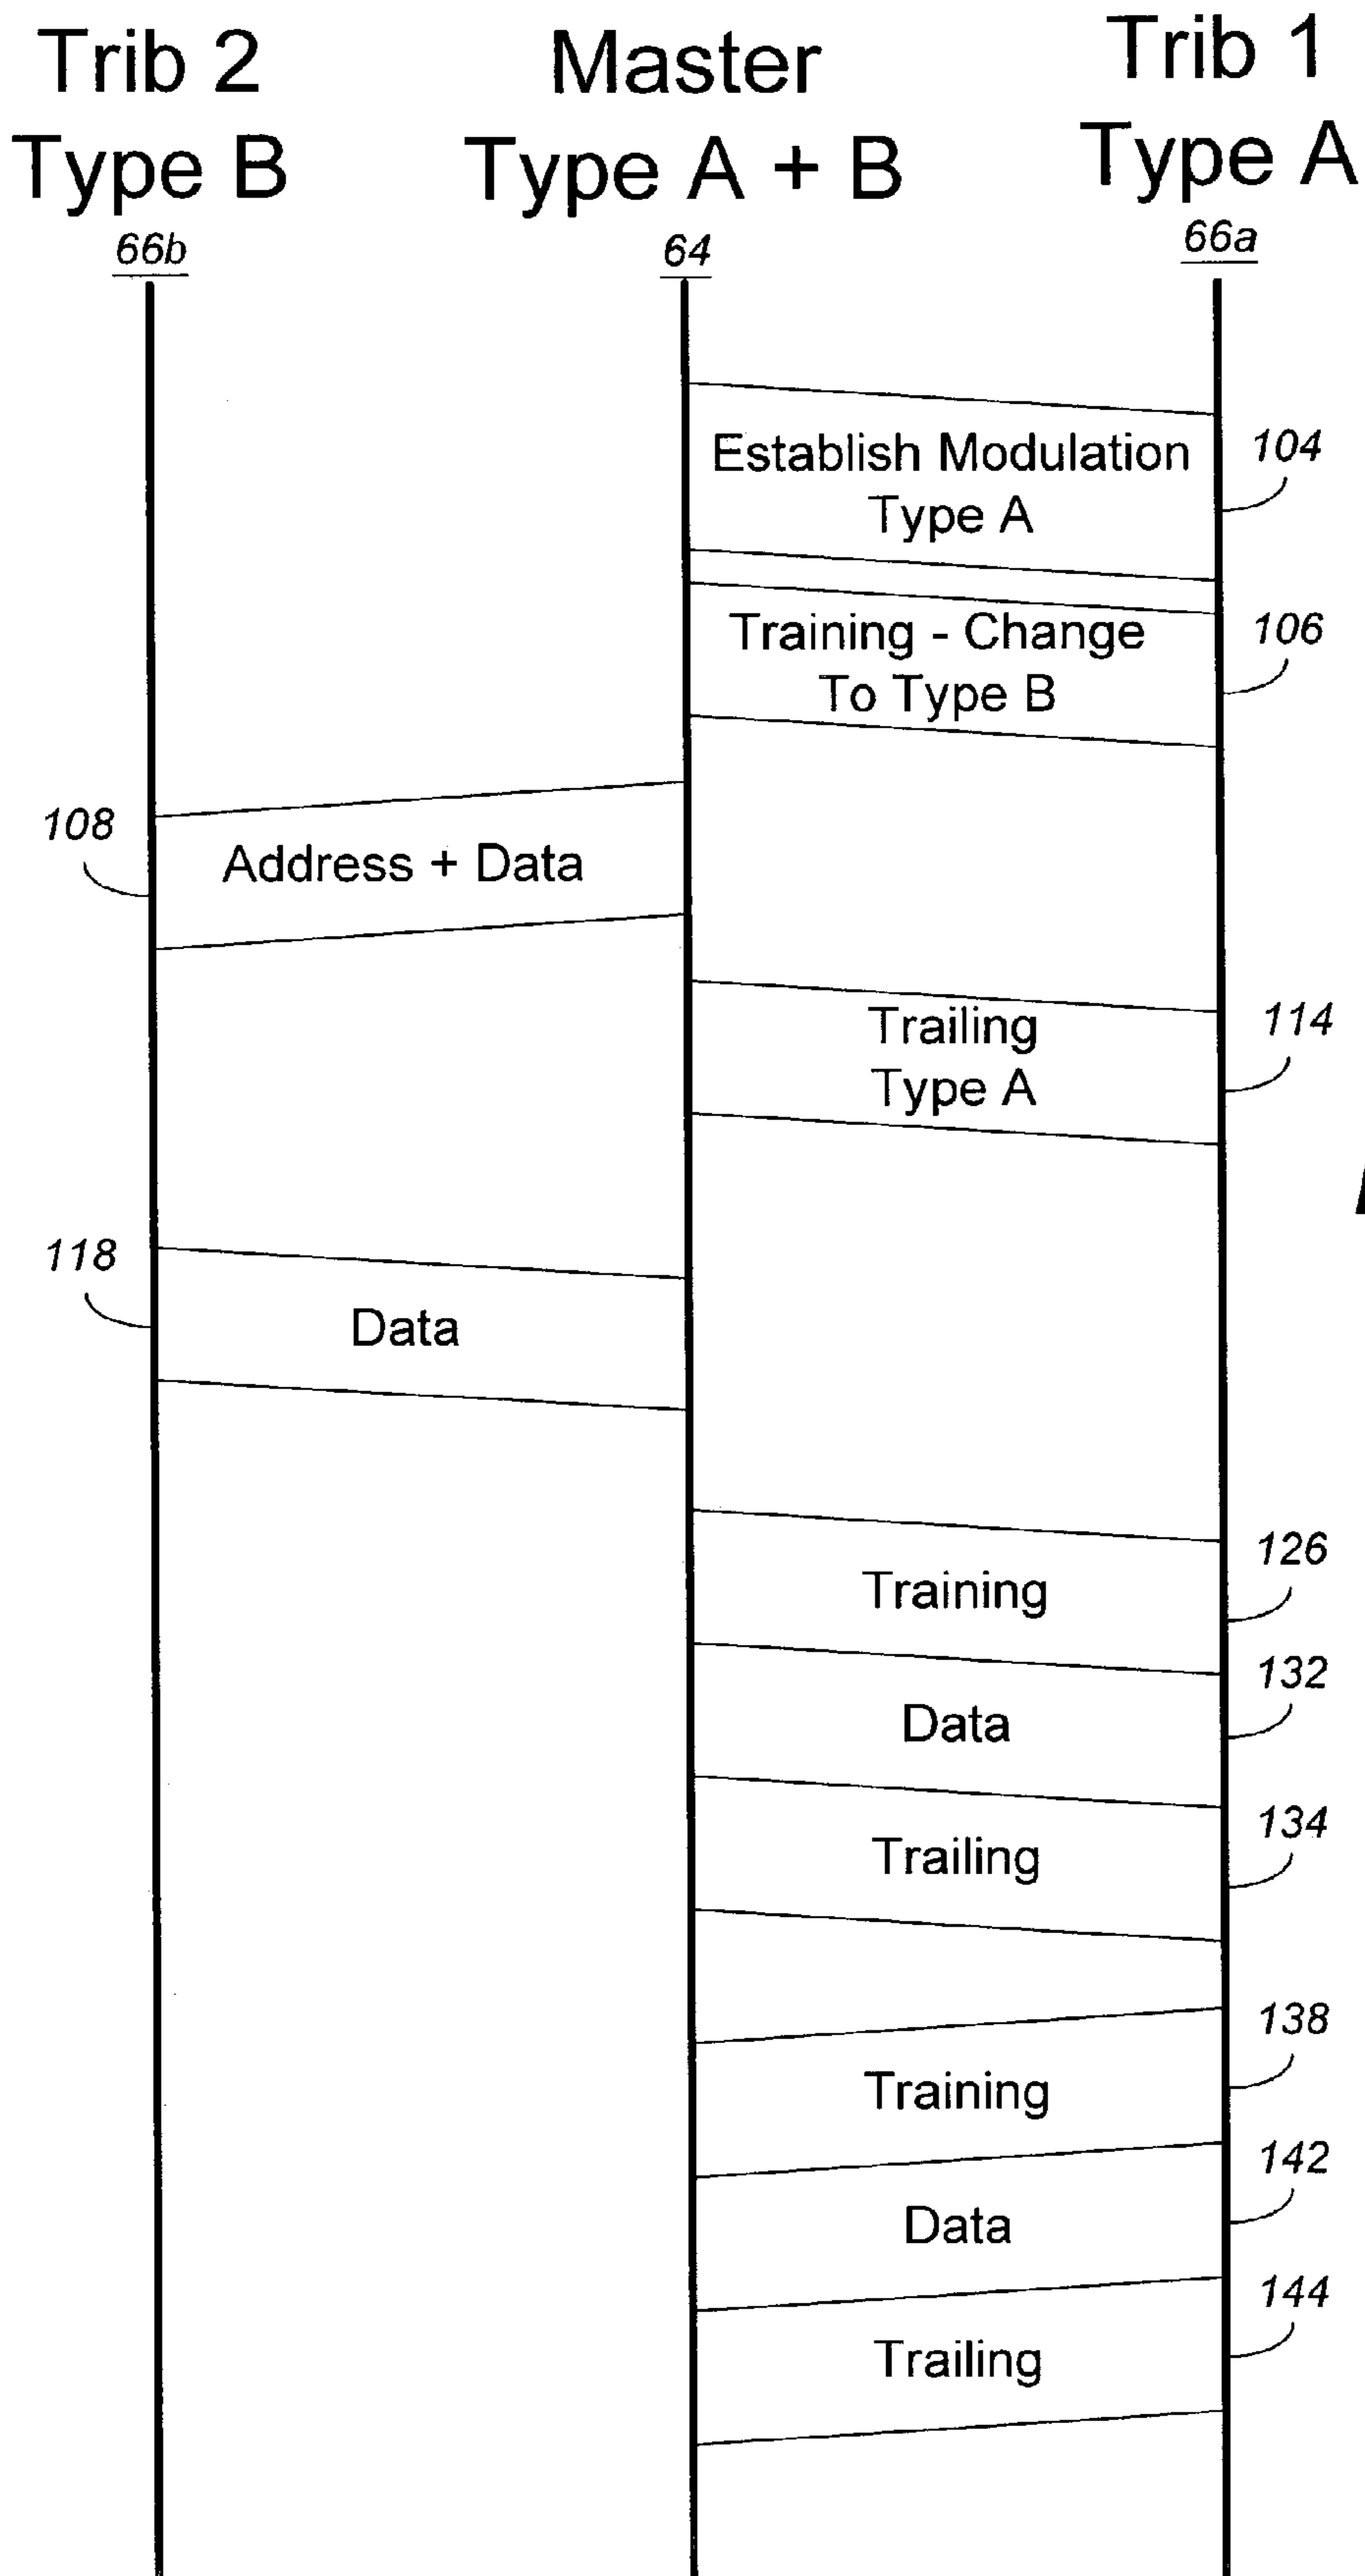 Trib 2
Type B
66b
Master
Type A + B
64
Trib 1
Type A
66a
Establish Modulation
Type A
104
Training - Change
To Type B
106
108
Address + Data
Trailing
Type A
114
118
Data
Training
126
Data
132
Trailing
134
Training
138
Data
142
Trailing
144